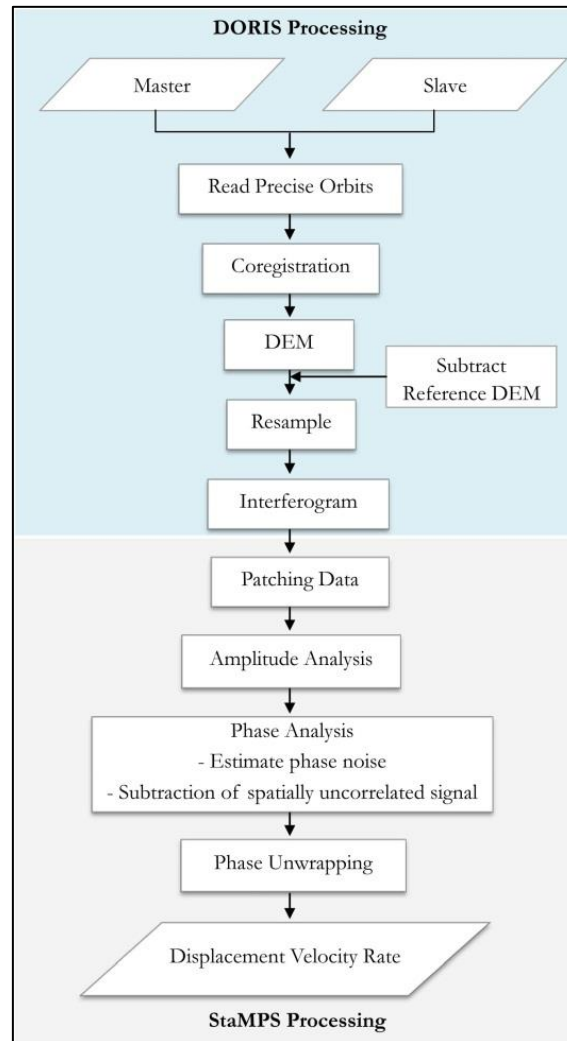 DORIS Processing
Master
Slave
Read Precise Orbits
Coregistration
DEM
Subtract
Reference DEM
Resample
Interferogram
Patching Data
Amplitude Analysis
Phase Analysis
- Estimate phase noise
- Subtraction of spatially uncorrelated signal
Phase Unwrapping
Displacement Velocity Rate
StaMPS Processing